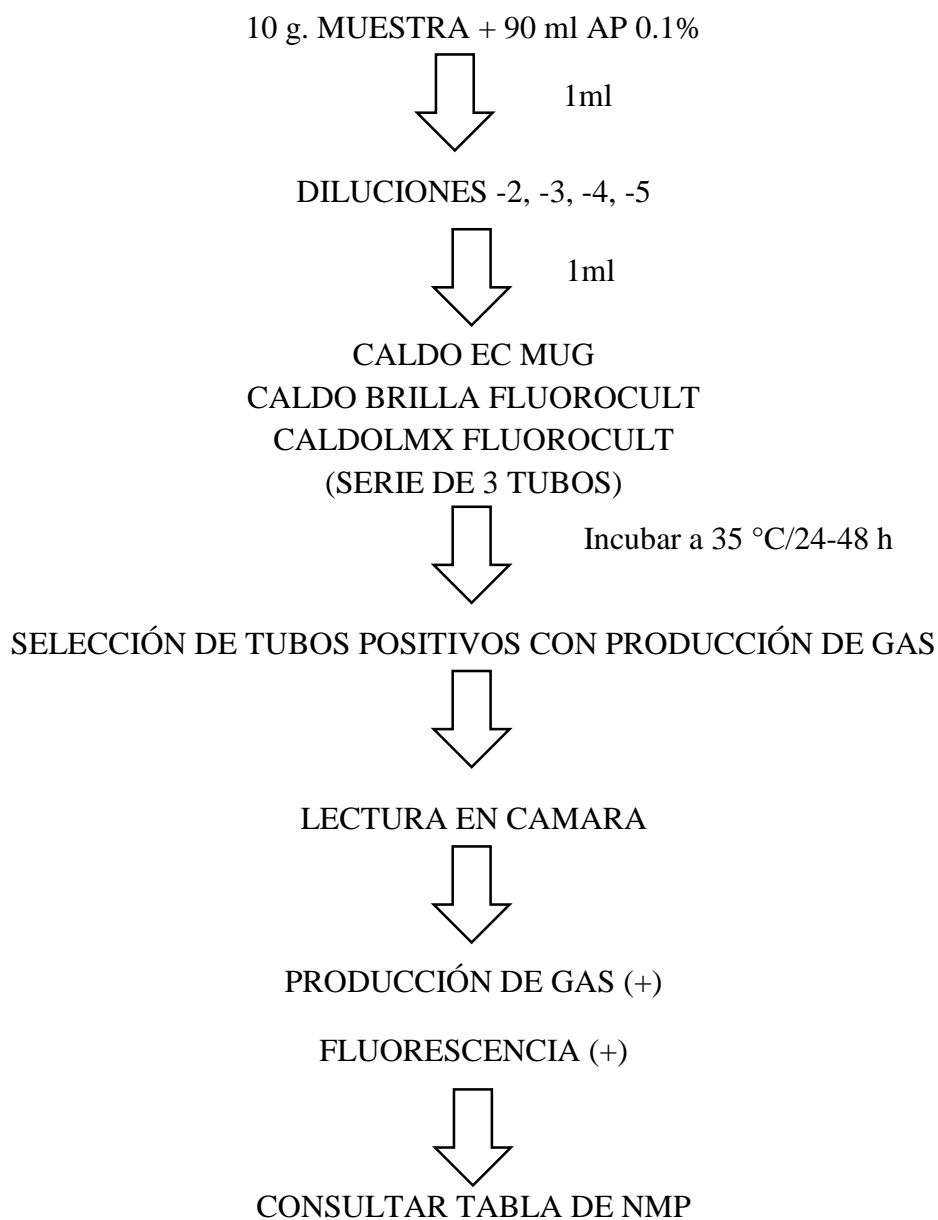 10 g. MUESTRA + 90 ml AP 0.1%
1ml
DILUCIONES -2, -3, -4, -5
1ml
CALDO EC MUG
CALDO BRILLA FLUOROCULT
CALDOLMX FLUOROCULT
(SERIE DE 3 TUBOS)
Incubar a 35 °C/24-48 h
SELECCIÓN DE TUBOS POSITIVOS CON PRODUCCIÓN DE GAS
LECTURA EN CAMARA
PRODUCCIÓN DE GAS (+)
FLUORESCENCIA (+)
CONSULTAR TABLA DE NMP